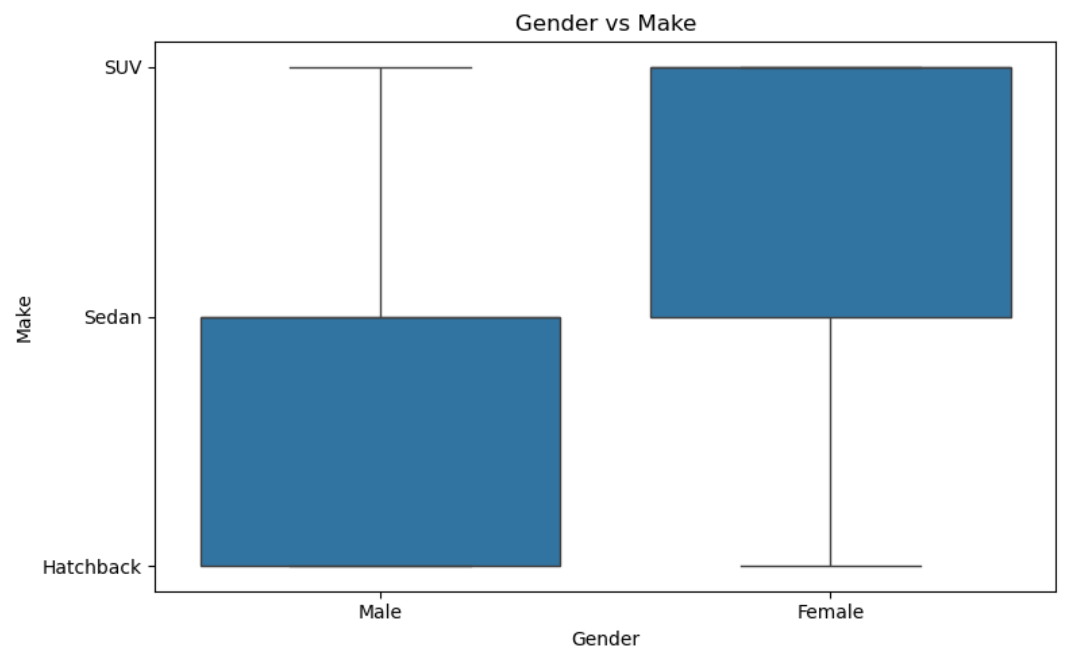 Gender vs Make
SUV
Sedan
Hatchback
Make
Male
Female
Gender